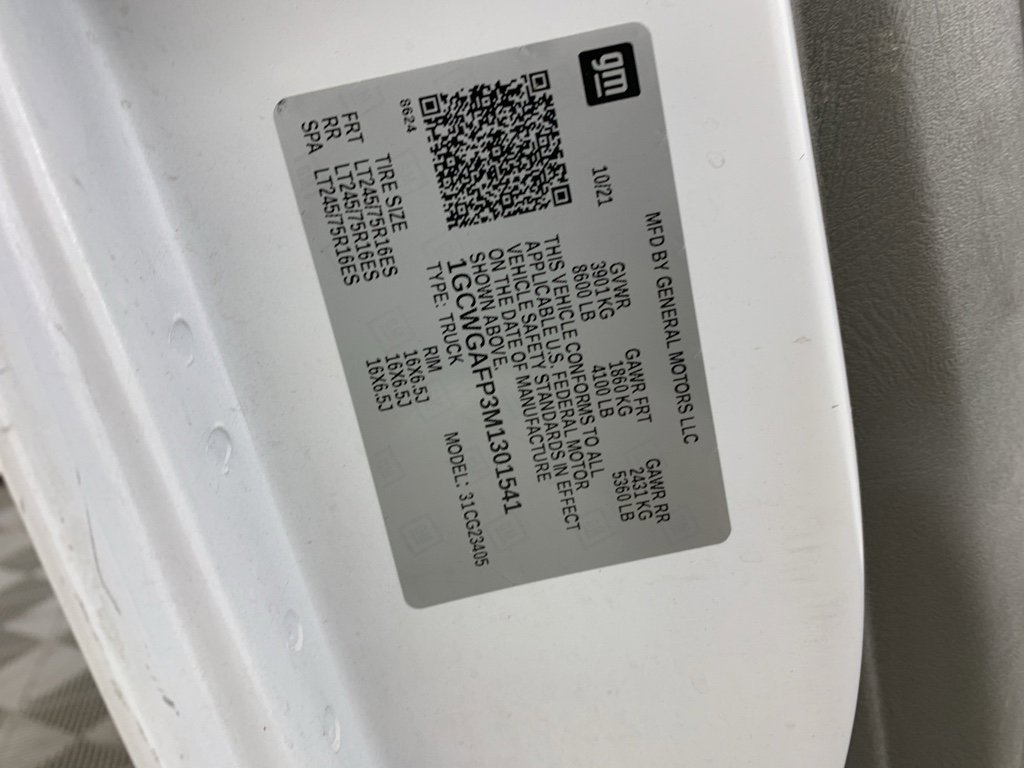 gm
MFD BY GENERAL MOTORS LLC
10/21
GVWR GAWR FRT GAWR RR
3901 KG 1860 KG 2431 KG
8600 LB 4100 LB 5360 LB
THIS VEHICLE CONFORMS TO ALL
APPLICABLE U.S. FEDERAL MOTOR
VEHICLE SAFETY STANDARDS IN EFFECT
ON THE DATE OF MANUFACTURE
SHOWN ABOVE.
1GCWGAFP3M1301541
TYPE: TRUCK MODEL: 31CG23405
8624
TIRE SIZE RIM
FRT LT245/75R16ES 16X6.5J
RR LT245/75R16ES 16X6.5J
SPA LT245/75R16ES 16X6.5J